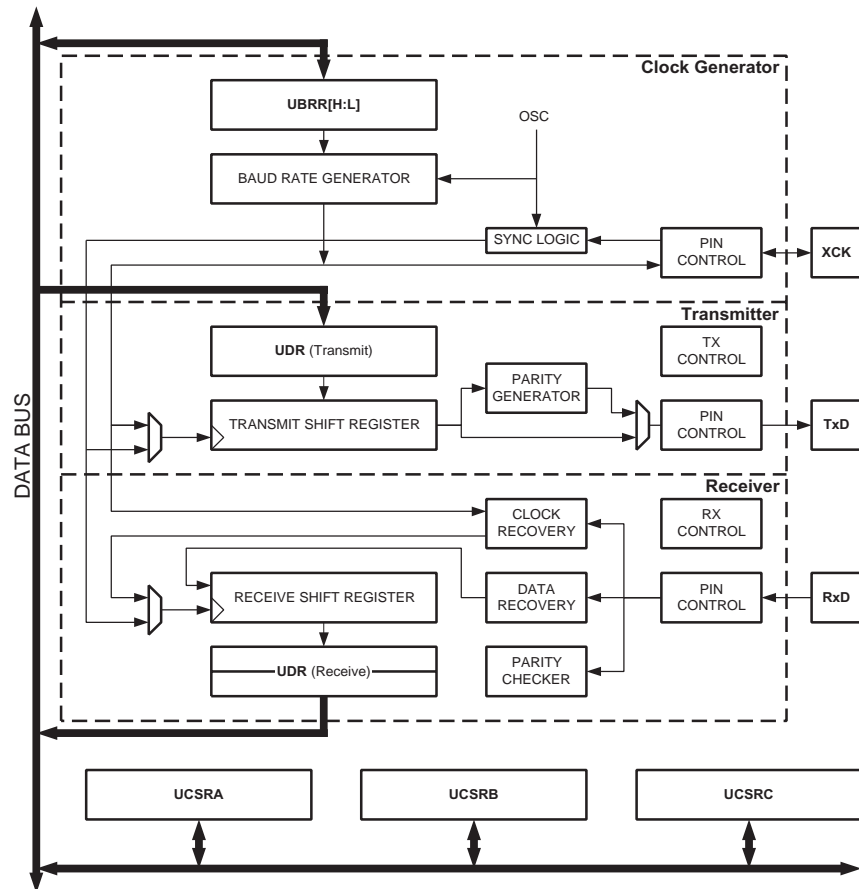 Clock Generator
UBRR[H:L]
OSC
BAUD RATE GENERATOR
SYNC LOGIC
PIN
CONTROL
XCK
Transmitter
UDR (Transmit)
TX
CONTROL
PARITY
GENERATOR
TRANSMIT SHIFT REGISTER
PIN
CONTROL
TxD
DATA BUS
Receiver
CLOCK
RECOVERY
RX
CONTROL
RECEIVE SHIFT REGISTER
DATA
RECOVERY
PIN
CONTROL
RxD
UDR (Receive)
PARITY
CHECKER
UCSRA
UCSRB
UCSRC